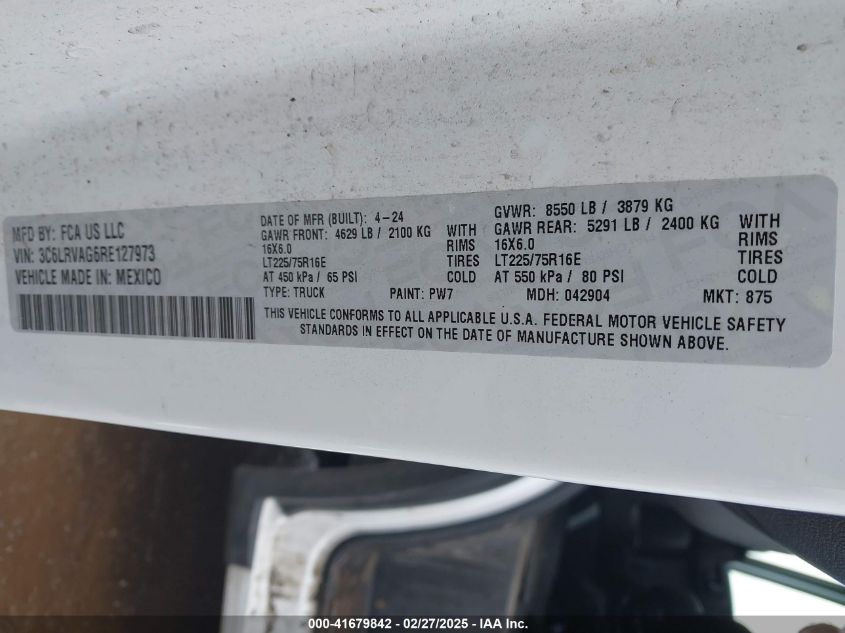 MFD BY: FCA US LLC
VIN: 3C6LRVAG6RE127973
VEHICLE MADE IN: MEXICO
DATE OF MFR (BUILT): 4-24
GAWR FRONT: 4629 LB / 2100 KG WITH
16X6.0 RIMS
LT225/75R16E TIRES
AT 450 kPa / 65 PSI COLD
GVWR: 8550 LB / 3879 KG
GAWR REAR: 5291 LB / 2400 KG WITH
16X6.0 RIMS
LT225/75R16E TIRES
AT 550 kPa / 80 PSI COLD
TYPE: TRUCK PAINT: PW7 MDH: 042904 MKT: 875
THIS VEHICLE CONFORMS TO ALL APPLICABLE U.S.A. FEDERAL MOTOR VEHICLE SAFETY
STANDARDS IN EFFECT ON THE DATE OF MANUFACTURE SHOWN ABOVE.
000-41679842 - 02/27/2025 - IAA Inc.